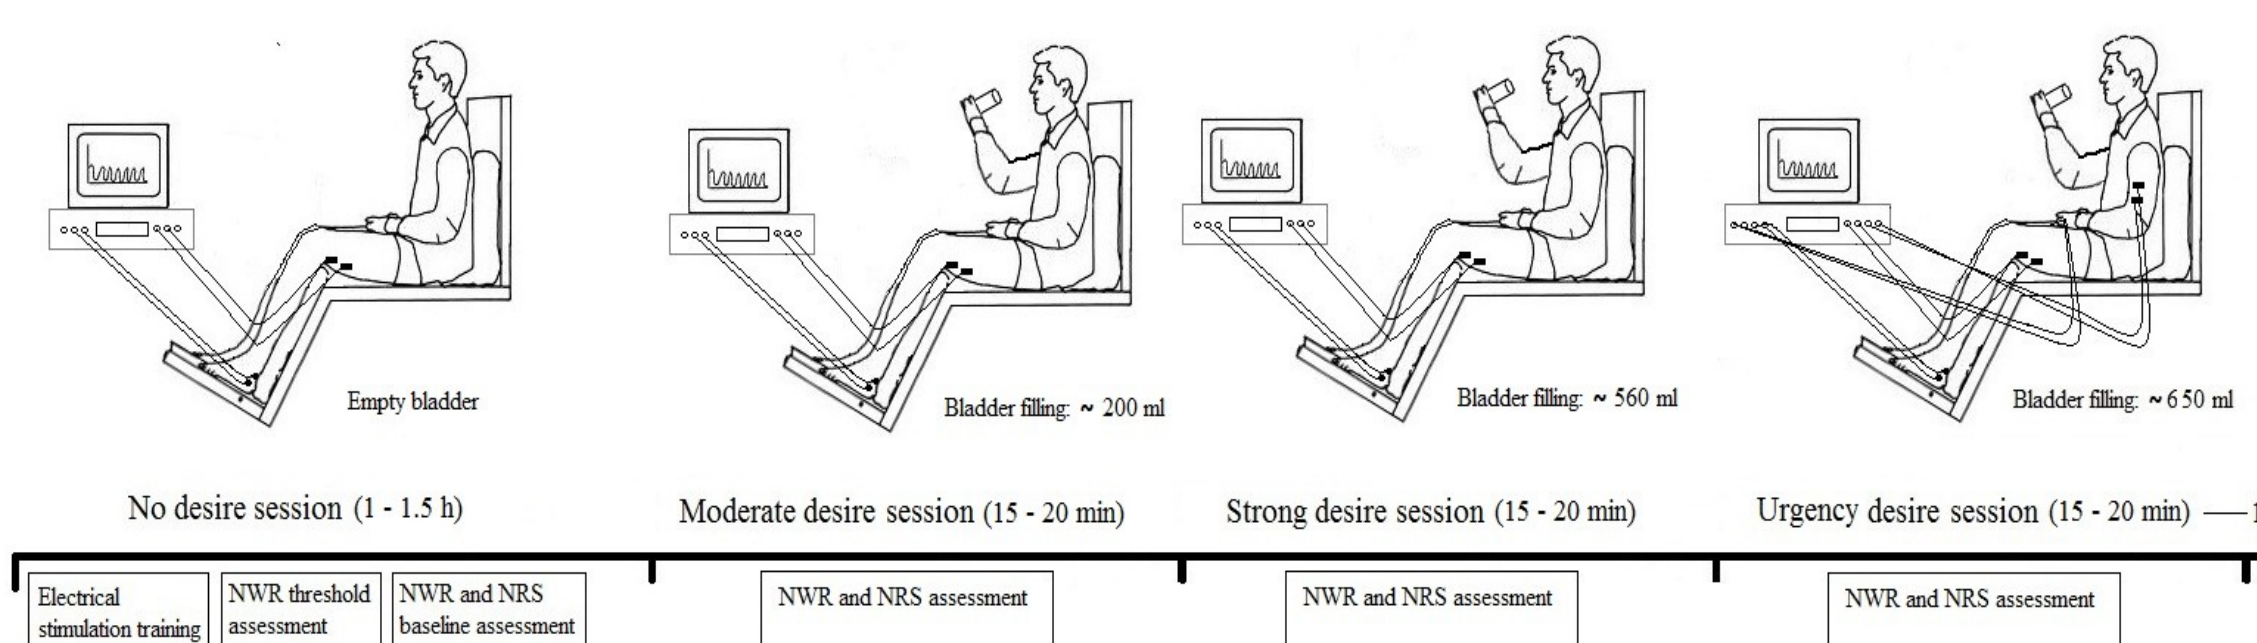 Empty bladder
Bladder filling: ~ 200 ml
Bladder filling: ~ 560 ml
Bladder filling: ~ 650 ml
No desire session (1 - 1.5 h)
Moderate desire session (15 - 20 min)
Strong desire session (15 - 20 min)
Urgency desire session (15 - 20 min)
Electrical
stimulation training
NWR threshold
assessment
NWR and NRS
baseline assessment
NWR and NRS assessment
NWR and NRS assessment
NWR and NRS assessment